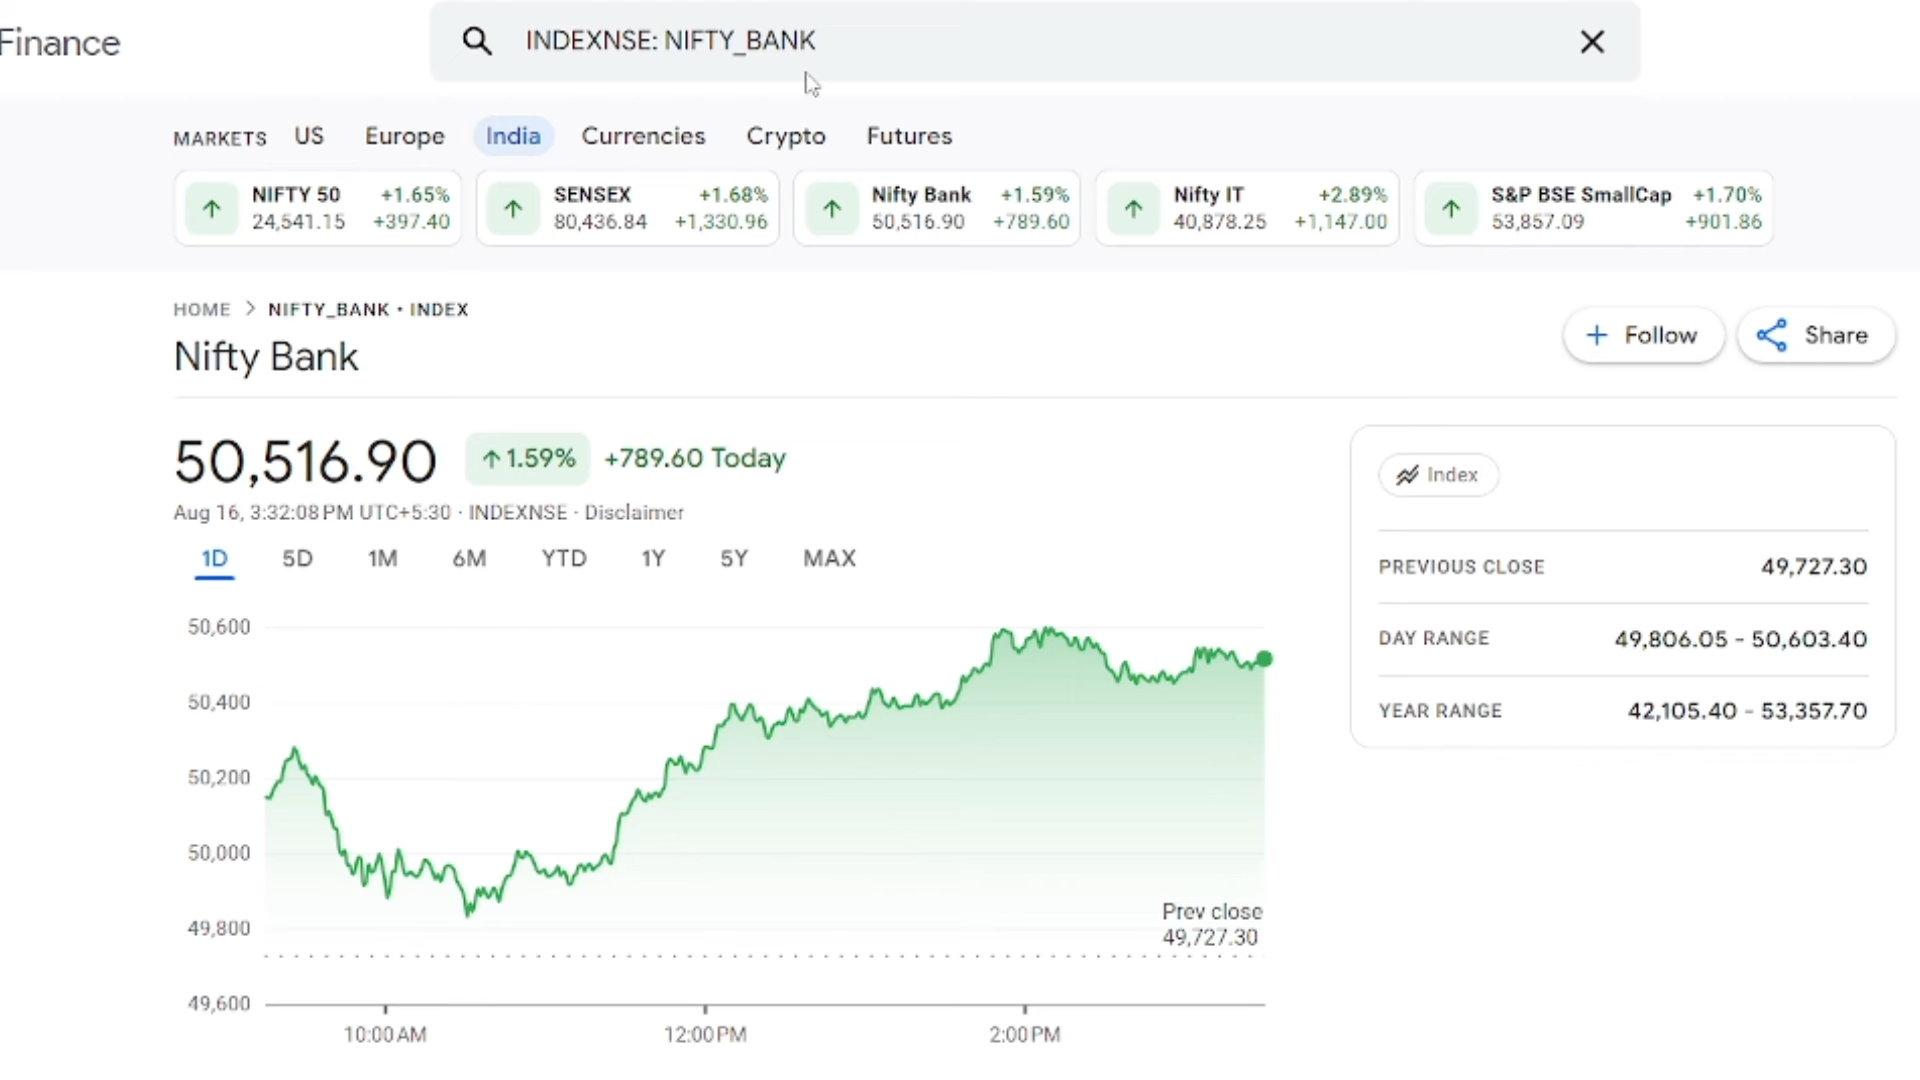 Finance
INDEXNSE: NIFTY_BANK
MARKETS US Europe India Currencies Crypto Futures
NIFTY 50 +1.65% SENSEX +1.68% Nifty Bank +1.59% Nifty IT +2.89% S&P BSE SmallCap +1.70%
24,541.15 +397.40 80,436.84 +1,330.96 50,516.90 +789.60 40,878.25 +1,147.00 53,857.09 +901.86
HOME > NIFTY_BANK • INDEX
Follow Share
Nifty Bank
50,516.90 ↑1.59% +789.60 Today
Index
Aug 16, 3:32:08 PM UTC+5:30 · INDEXNSE · Disclaimer
1D 5D 1M 6M YTD 1Y 5Y MAX
PREVIOUS CLOSE 49,727.30
DAY RANGE 49,806.05 - 50,603.40
YEAR RANGE 42,105.40 - 53,357.70
50,600
50,400
50,200
50,000
49,800
49,600
Prev close
49,727.30
10:00 AM 12:00 PM 2:00 PM